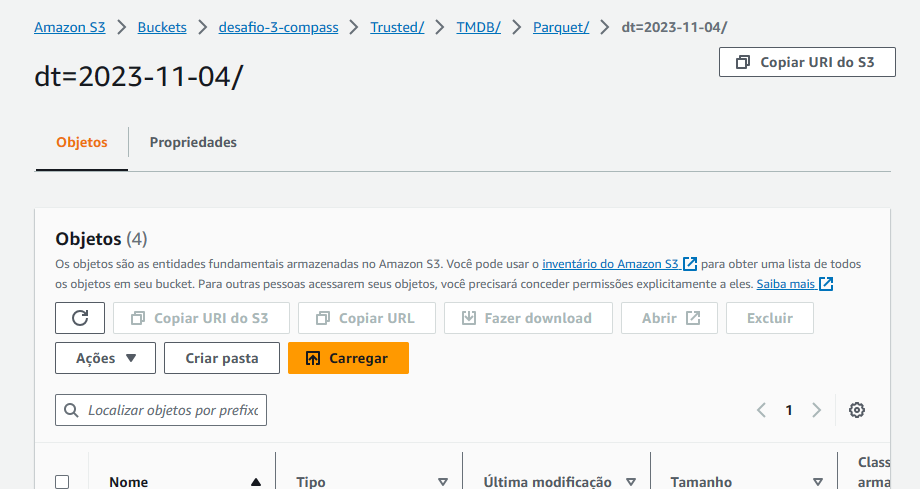 Amazon S3 > Buckets > desafio-3-compass > Trusted/ > TMDB/ > Parquet/ > dt=2023-11-04/
dt=2023-11-04/
Copiar URI do S3
Objetos Propriedades
Objetos (4)
Os objetos são as entidades fundamentais armazenadas no Amazon S3. Você pode usar o inventário do Amazon S3 para obter uma lista de todos
os objetos em seu bucket. Para outras pessoas acessarem seus objetos, você precisará conceder permissões explicitamente a eles. Saiba mais
Copiar URI do S3 Copiar URL Fazer download Abrir Excluir
Ações Criar pasta Carregar
Localizar objetos por prefixo
1
Nome Tipo Última modificação Tamanho Class
arma